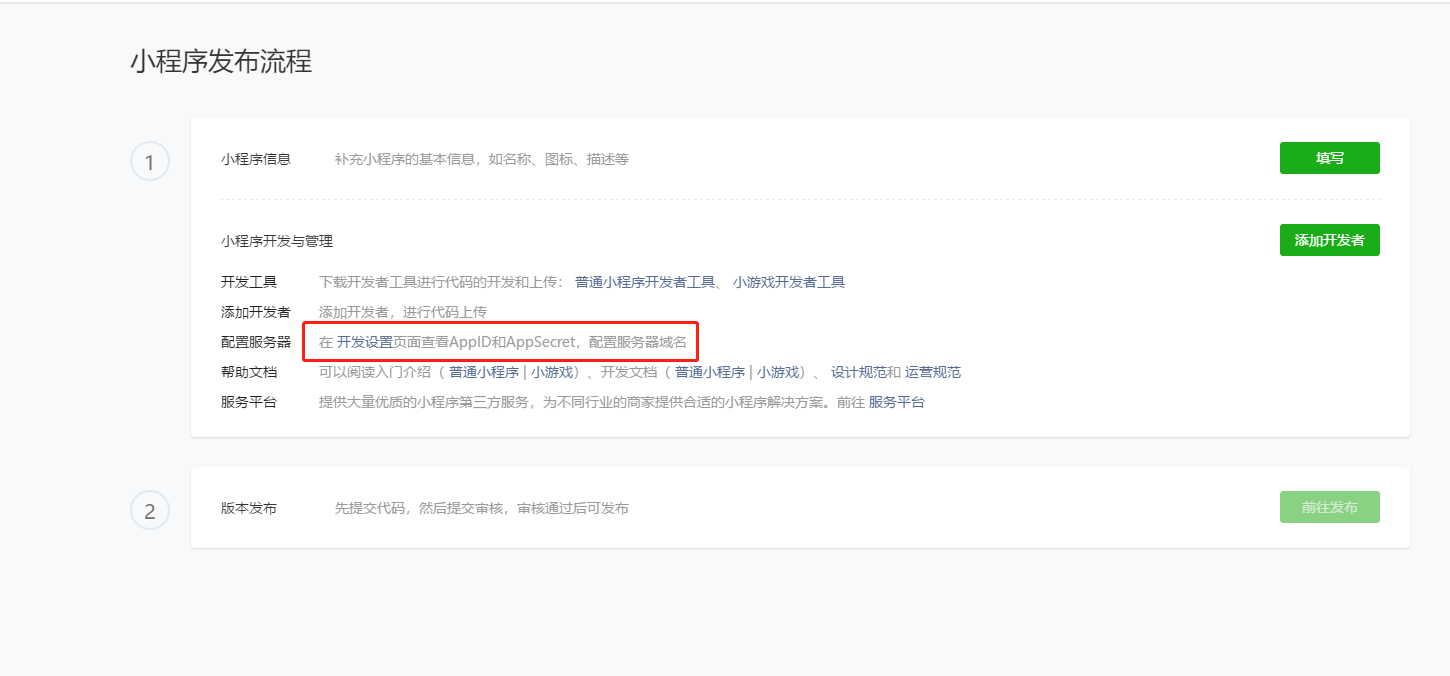 小程序发布流程
1
小程序信息 补充小程序的基本信息，如名称、图标、描述等 填写
小程序开发与管理 添加开发者
开发工具 下载开发者工具进行代码的开发和上传： 普通小程序开发者工具、 小游戏开发者工具
添加开发者 添加开发者，进行代码上传
配置服务器 在 开发设置页面查看AppID和AppSecret，配置服务器域名
帮助文档 可以阅读入门介绍（ 普通小程序 | 小游戏）、开发文档（ 普通小程序 | 小游戏）、 设计规范和 运营规范
服务平台 提供大量优质的小程序第三方服务，为不同行业的商家提供合适的小程序解决方案。前往 服务平台
2
版本发布 先提交代码，然后提交审核，审核通过后可发布 前往发布